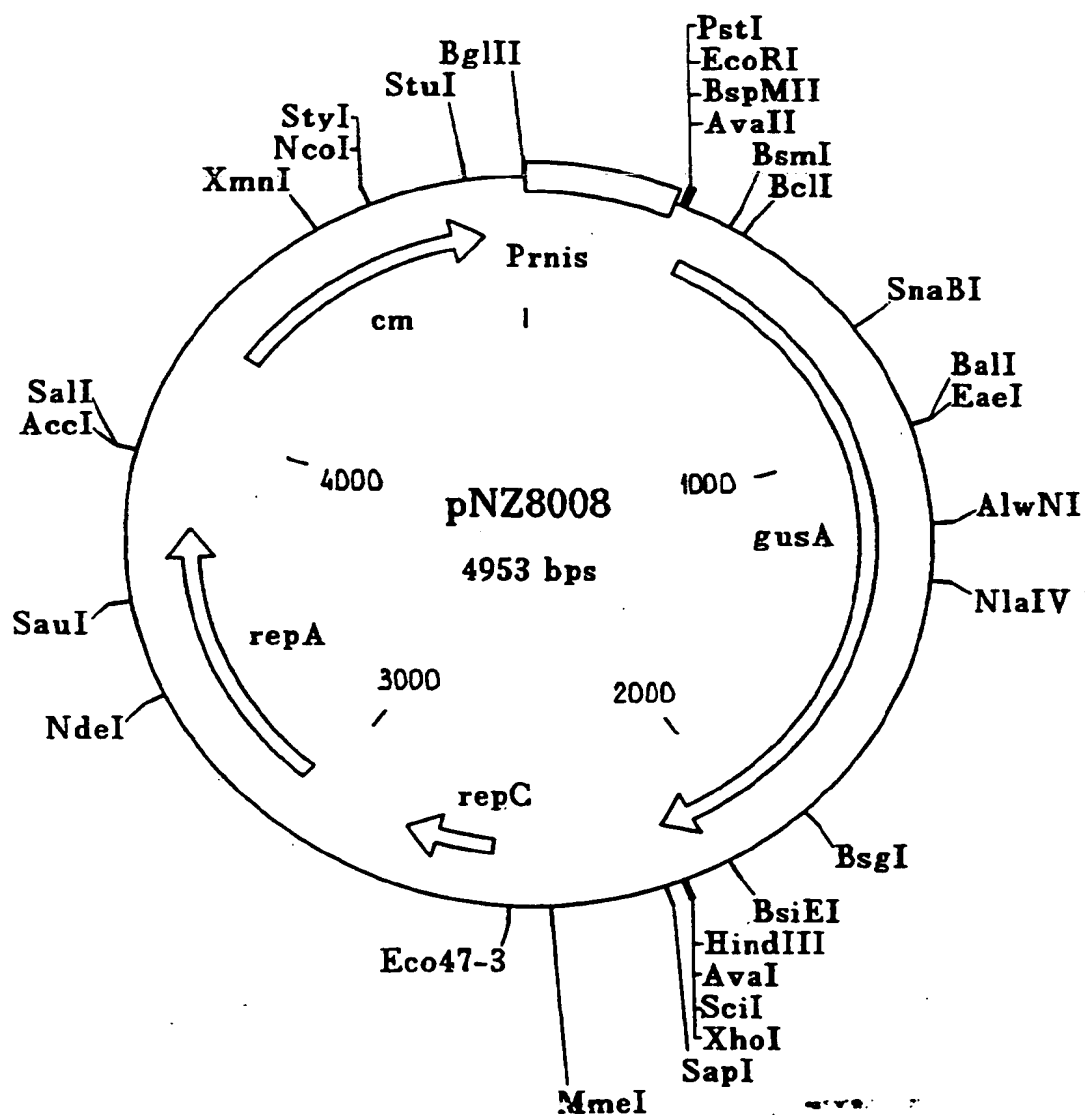 PstI
EcoRI
BspMII
AvaII
BglII
StuI
StyI
NcoI
XmnI
BsmI
BclI
Prnis
cm
1
SnaBI
BalI
EaeI
SalI
AccI
4000
1000
pNZ8008
4953 bps
gusA
AlwNI
NlaIV
SauI
repA
3000
2000
NdeI
repC
BsgI
BsiEI
Eco47-3
HindIII
AvaI
SciI
XhoI
SapI
MmeI